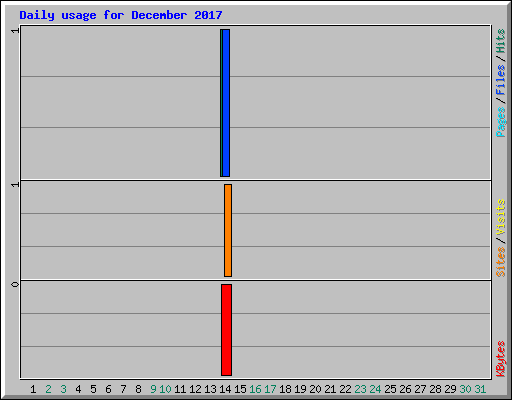 Daily usage for December 2017
1
1
0
Pages/Files/Hits
Sites/Visits
KBytes
1 2 3 4 5 6 7 8 9 10 11 12 13 14 15 16 17 18 19 20 21 22 23 24 25 26 27 28 29 30 31